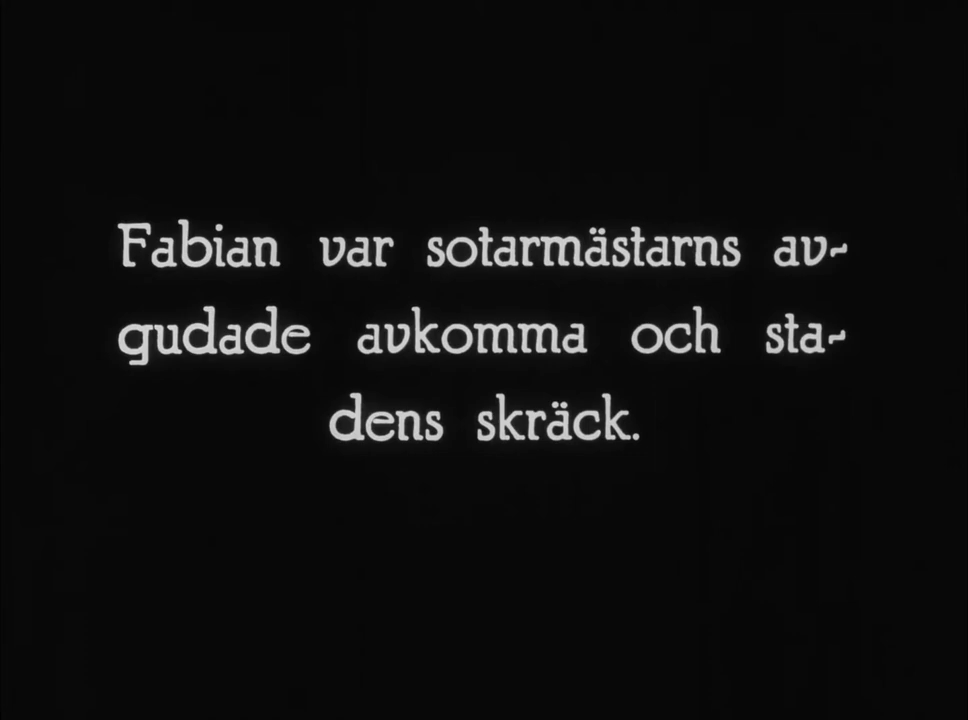 Fabian var sotarmästarns av-
gudade avkomma och sta-
dens skräck.